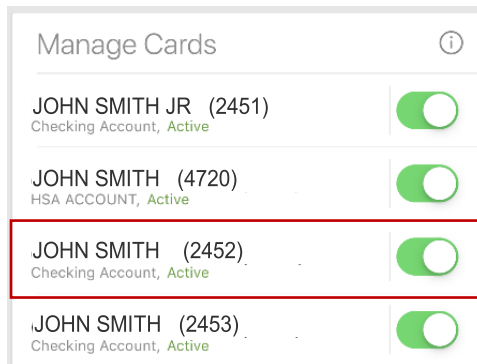 Manage Cards
JOHN SMITH JR (2451)
Checking Account, Active
JOHN SMITH (4720)
HSA ACCOUNT, Active
JOHN SMITH (2452)
Checking Account, Active
JOHN SMITH (2453)
Checking Account, Active